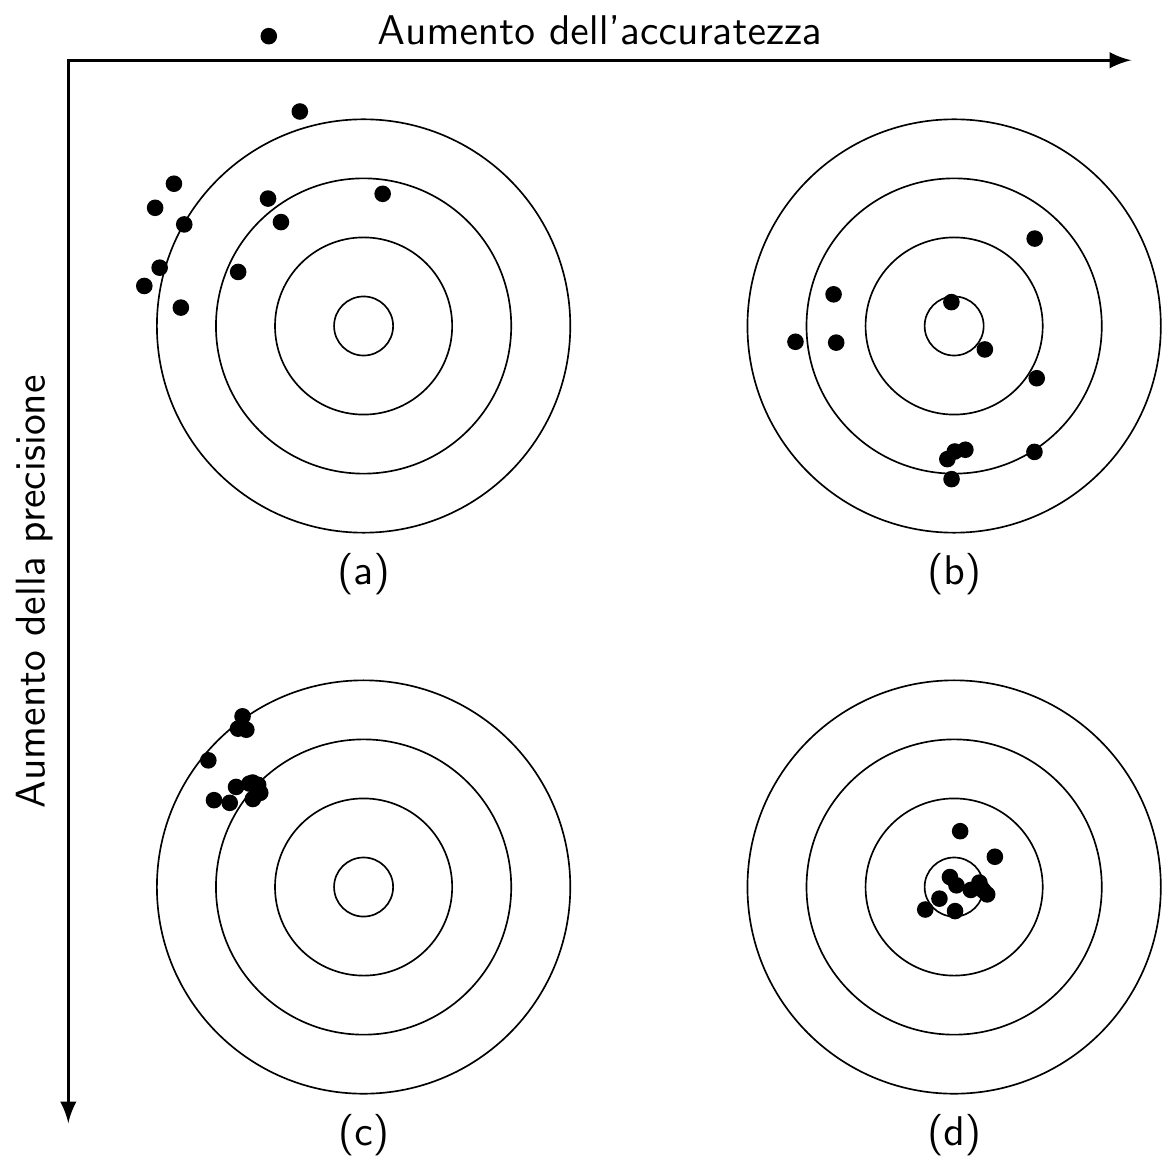 Aumento dell'accuratezza
Aumento della precisione
(a)
(b)
(c)
(d)